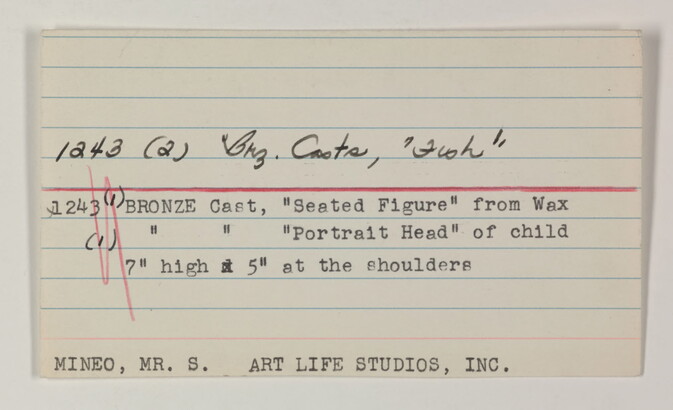 1243 (2) Brz. Casts, "Fish"
1243 (1) BRONZE Cast, "Seated Figure" from Wax
(1) " " "Portrait Head" of child
7" high x 5" at the shoulders
MINEO, MR. S. ART LIFE STUDIOS, INC.